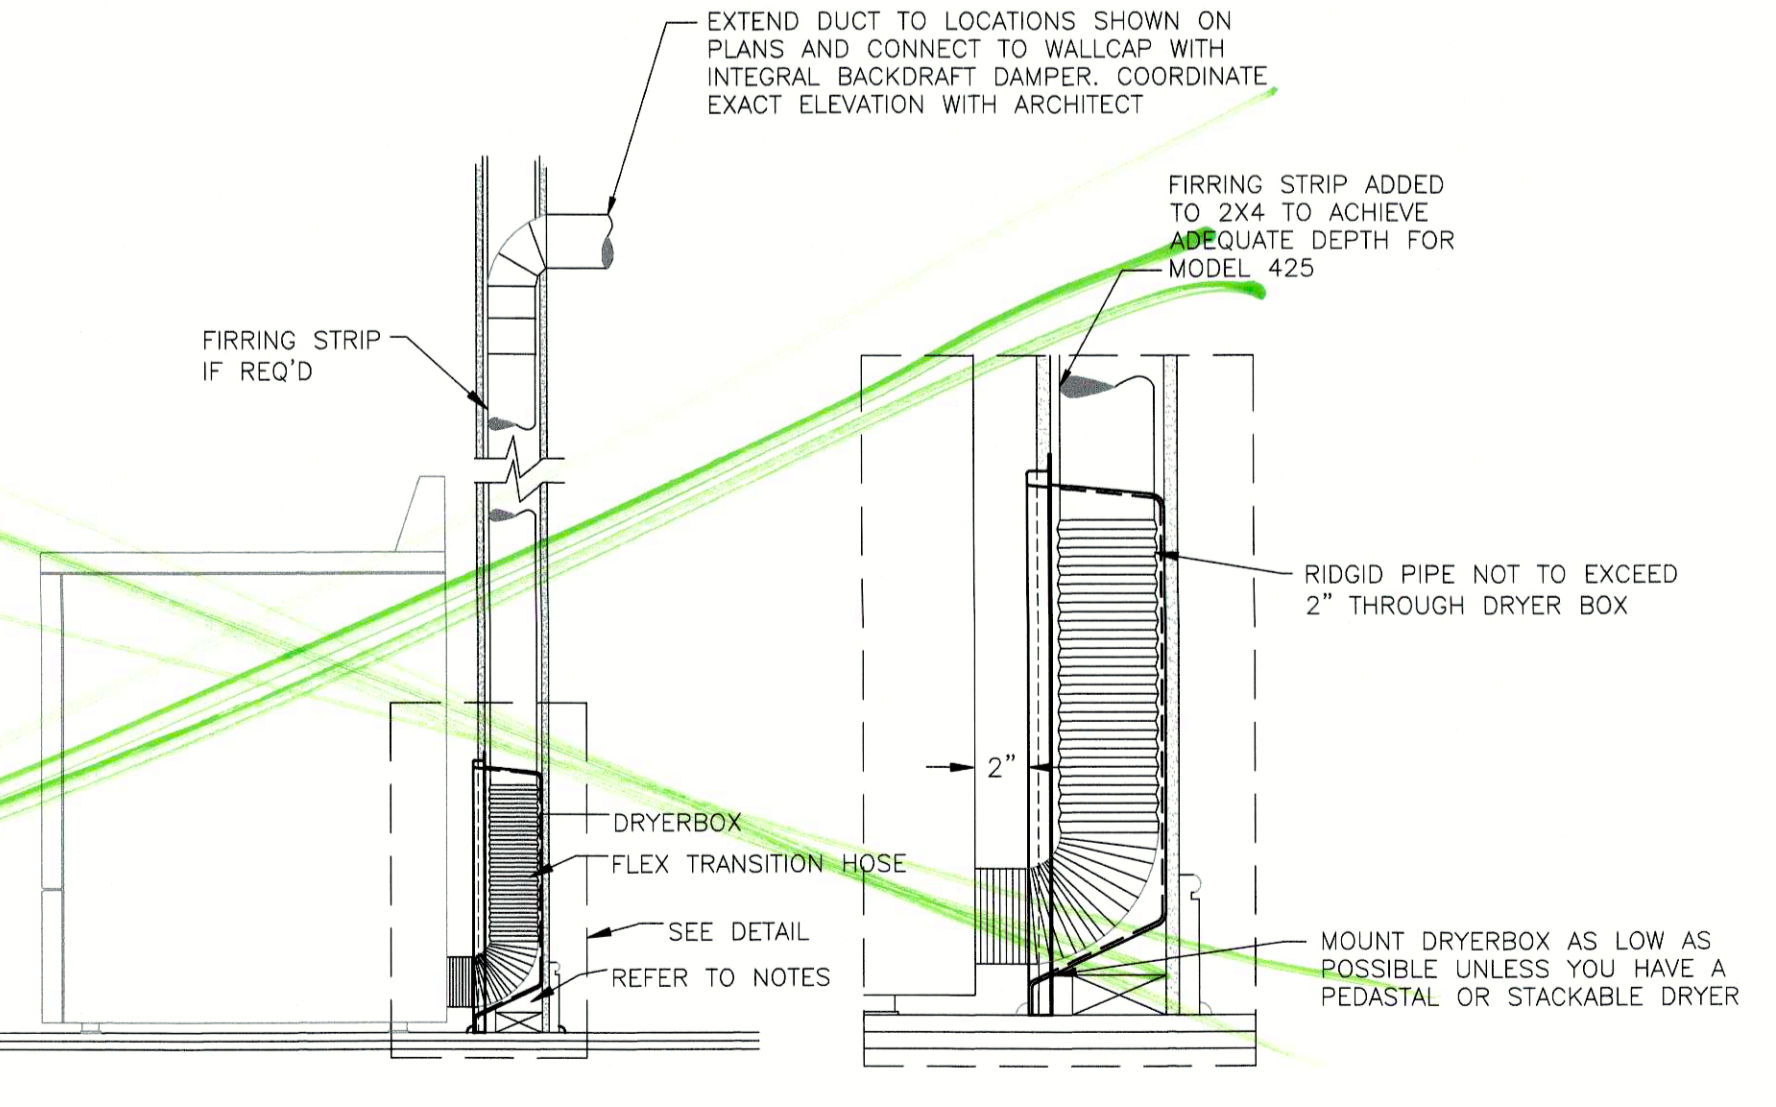 EXTEND DUCT TO LOCATIONS SHOWN ON
PLANS AND CONNECT TO WALLCAP WITH
INTEGRAL BACKDRAFT DAMPER. COORDINATE
EXACT ELEVATION WITH ARCHITECT
FIRRING STRIP ADDED
TO 2X4 TO ACHIEVE
ADEQUATE DEPTH FOR
MODEL 425
FIRRING STRIP
IF REQ'D
RIDGID PIPE NOT TO EXCEED
2" THROUGH DRYER BOX
2"
DRYERBOX
FLEX TRANSITION HOSE
SEE DETAIL
REFER TO NOTES
MOUNT DRYERBOX AS LOW AS
POSSIBLE UNLESS YOU HAVE A
PEDASTAL OR STACKABLE DRYER